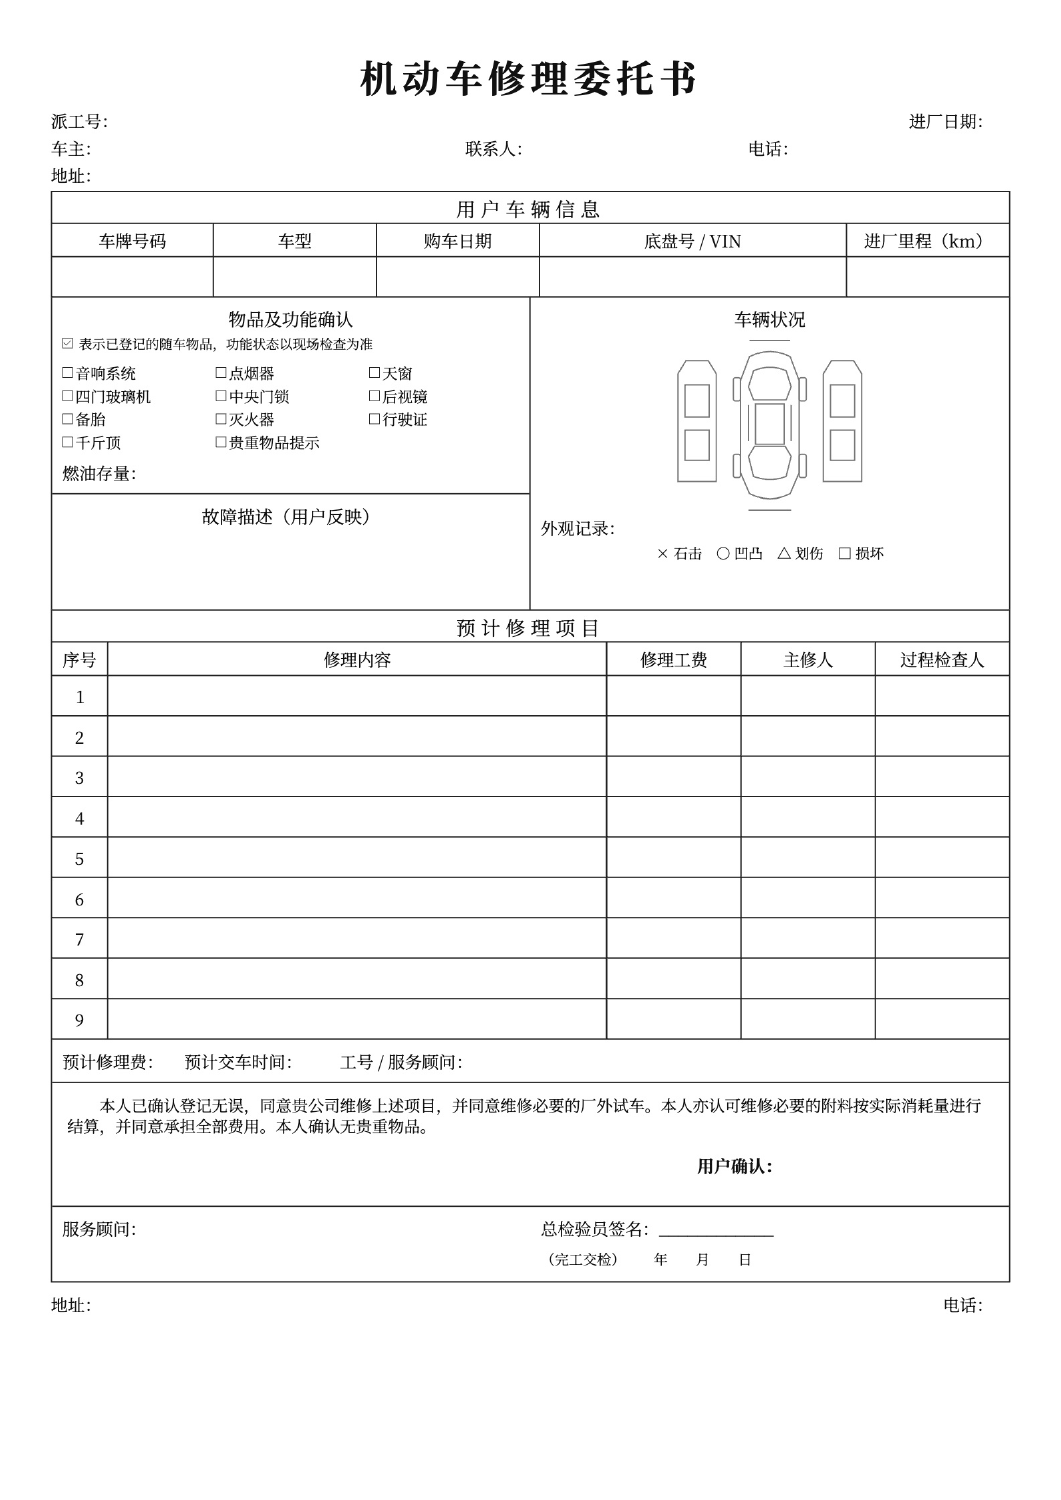 机动车修理委托书
派工号： 进厂日期：
车主： 联系人： 电话：
地址：
用户车辆信息
车牌号码 车型 购车日期 底盘号 / VIN 进厂里程（km）
物品及功能确认
☑ 表示已登记的随车物品，功能状态以现场检查为准
□音响系统 □点烟器 □天窗
□四门玻璃机 □中央门锁 □后视镜
□备胎 □灭火器 □行驶证
□千斤顶 □贵重物品提示
燃油存量：
故障描述（用户反映）
车辆状况
外观记录：
× 石击 ○ 凹凸 △ 划伤 □ 损坏
预计修理项目
序号 修理内容 修理工费 主修人 过程检查人
1
2
3
4
5
6
7
8
9
预计修理费： 预计交车时间： 工号 / 服务顾问：
本人已确认登记无误，同意贵公司维修上述项目，并同意维修必要的厂外试车。本人亦认可维修必要的附料按实际消耗量进行
结算，并同意承担全部费用。本人确认无贵重物品。
用户确认：
服务顾问： 总检验员签名：
（完工交检） 年 月 日
地址： 电话：